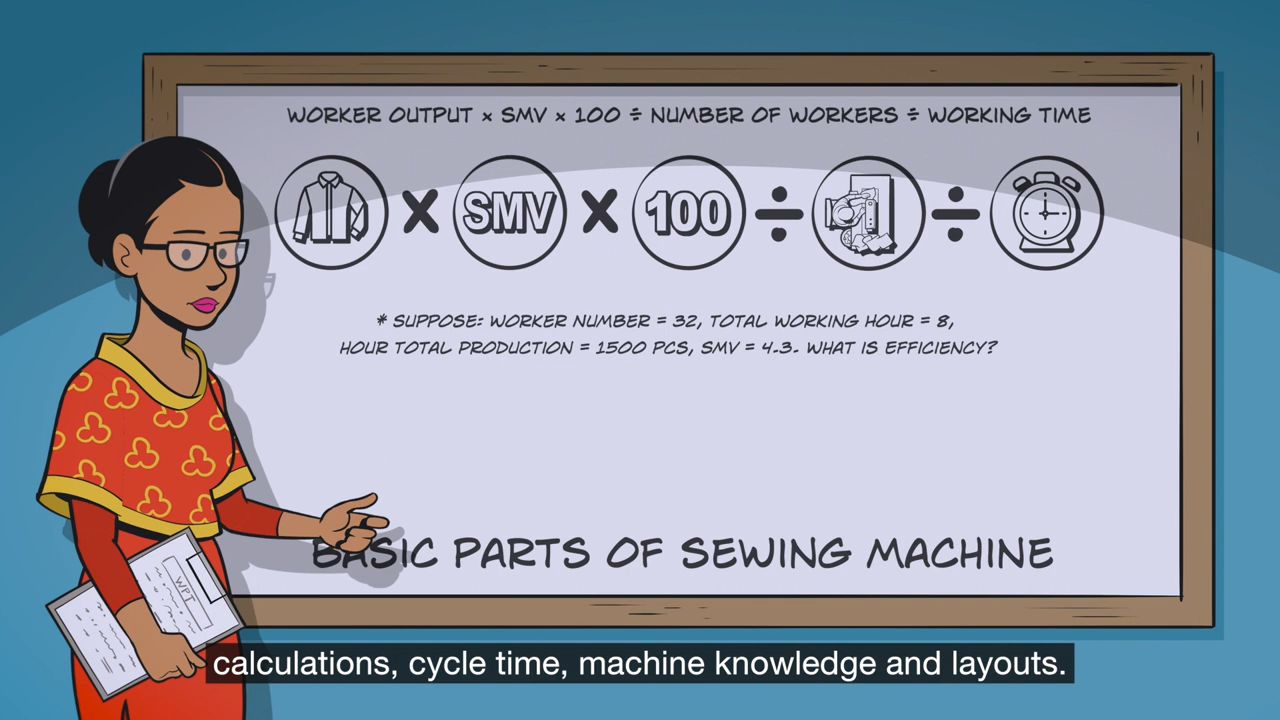 WORKER OUTPUT × SMV × 100 ÷ NUMBER OF WORKERS ÷ WORKING TIME
× SMV × 100 ÷ ÷
* SUPPOSE: WORKER NUMBER = 32, TOTAL WORKING HOUR = 8,
HOUR TOTAL PRODUCTION = 1500 PCS, SMV = 4.3. WHAT IS EFFICIENCY?
BASIC PARTS OF SEWING MACHINE
WPT
calculations, cycle time, machine knowledge and layouts.